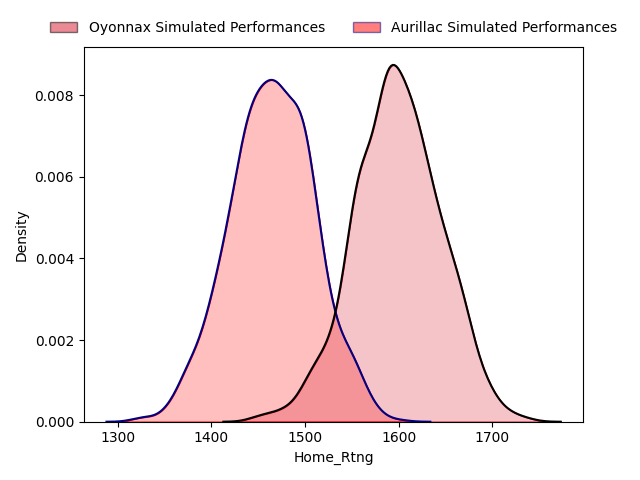 Oyonnax Simulated Performances Aurillac Simulated Performances
0.008
0.006
0.004
0.002
0.000
Density
1300 1400 1500 1600 1700
Home_Rtng